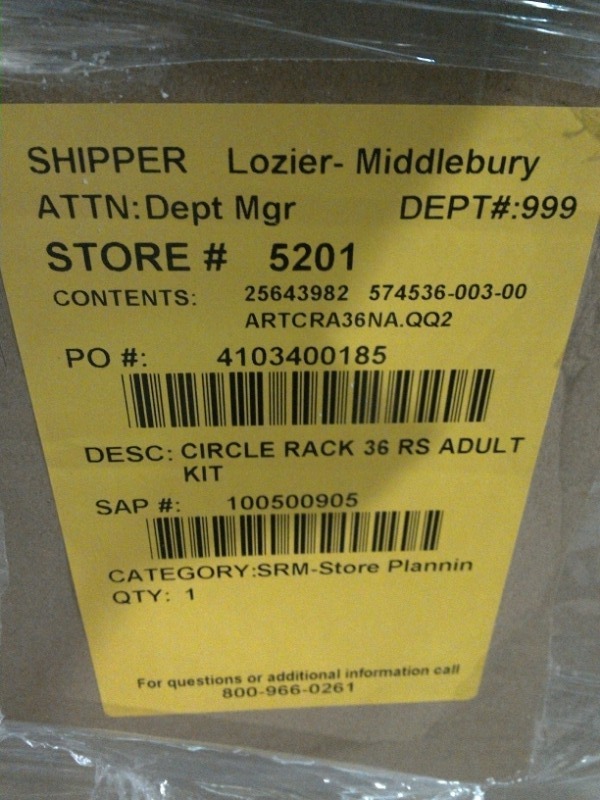 SHIPPER Lozier- Middlebury
ATTN:Dept Mgr DEPT#:999
STORE # 5201
CONTENTS: 25643982 574536-003-00
ARTCRA36NA.QQ2
PO #: 4103400185
DESC: CIRCLE RACK 36 RS ADULT
KIT
SAP #: 100500905
CATEGORY:SRM-Store Plannin
QTY: 1
For questions or additional information call
800-966-0261